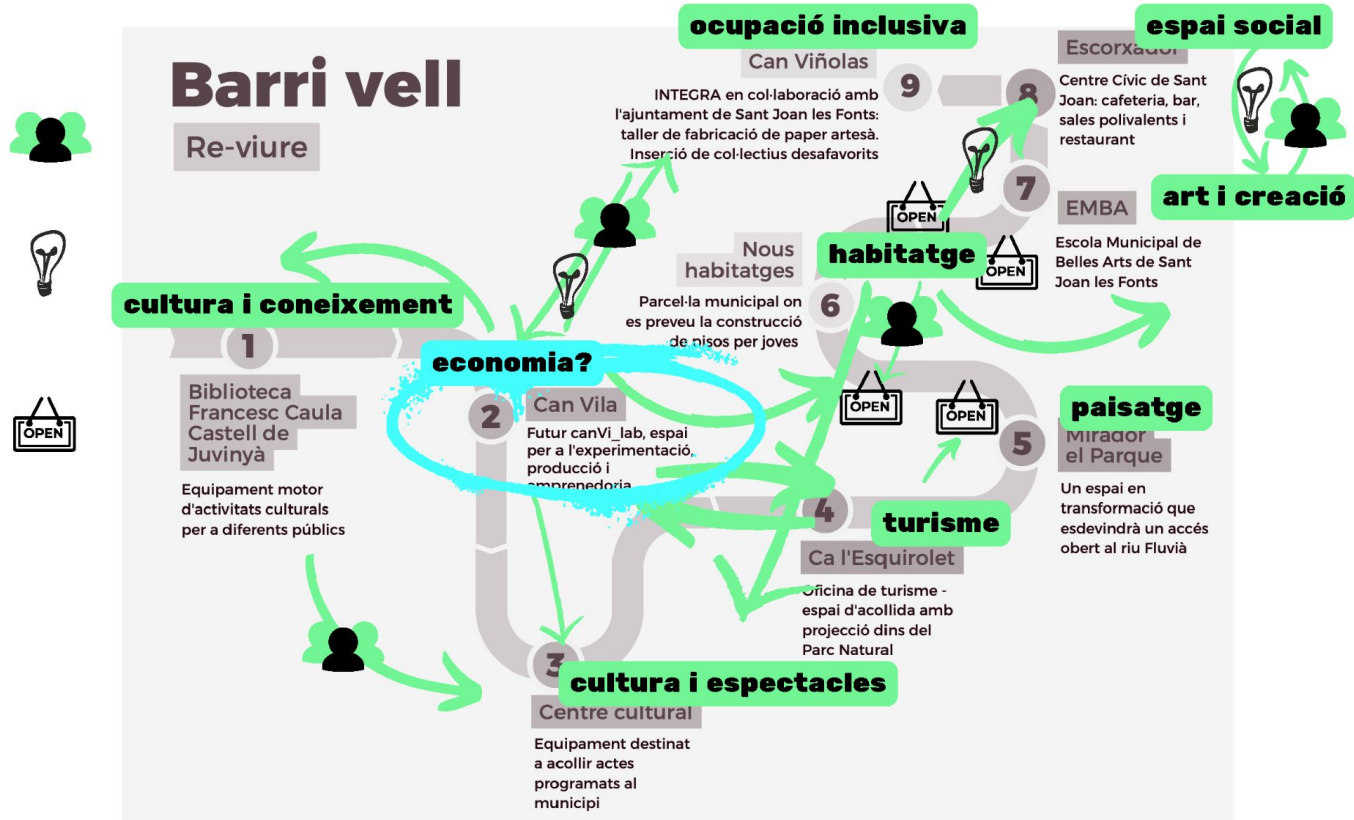 Barri vell
Re-viure
cultura i coneixement
1
Biblioteca
Francesc Caula
Castell de
Juvinyà
Equipament motor
d'activitats culturals
per a diferents públics
economia?
2
Can Vila
Futur canVi_lab, espai
per a l'experimentació,
producció i
emprenedoria
3
cultura i espectacles
Centre cultural
Equipament destinat
a acollir actes
programats al
municipi
4
turisme
Ca l'Esquirolet
Oficina de turisme -
espai d'acollida amb
projecció dins del
Parc Natural
5
paisatge
Mirador
el Parque
Un espai en
transformació que
esdevindrà un accés
obert al riu Fluvià
6
habitatge
Nous
habitatges
Parcel·la municipal on
es preveu la construcció
de pisos per joves
7
EMBA
Escola Municipal de
Belles Arts de Sant
Joan les Fonts
art i creació
8
espai social
Escorxador
Centre Cívic de Sant
Joan: cafeteria, bar,
sales polivalents i
restaurant
9
ocupació inclusiva
Can Viñolas
INTEGRA en col·laboració amb
l'ajuntament de Sant Joan les Fonts:
taller de fabricació de paper artesà.
Inserció de col·lectius desafavorits
OPEN
OPEN
OPEN
OPEN
OPEN